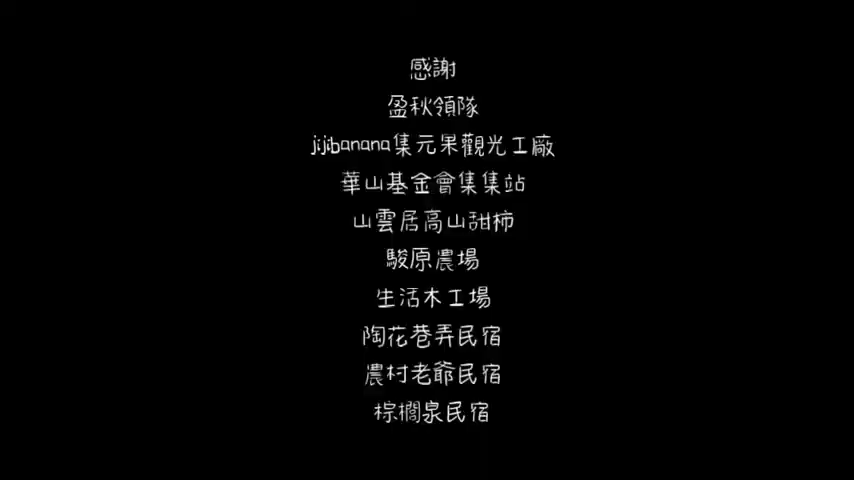 感謝
盈秋領隊
jijibanana集元果觀光工廠
華山基金會集集站
山雲居高山甜柿
駿原農場
生活木工場
陶花巷弄民宿
農村老爺民宿
棕櫚泉民宿